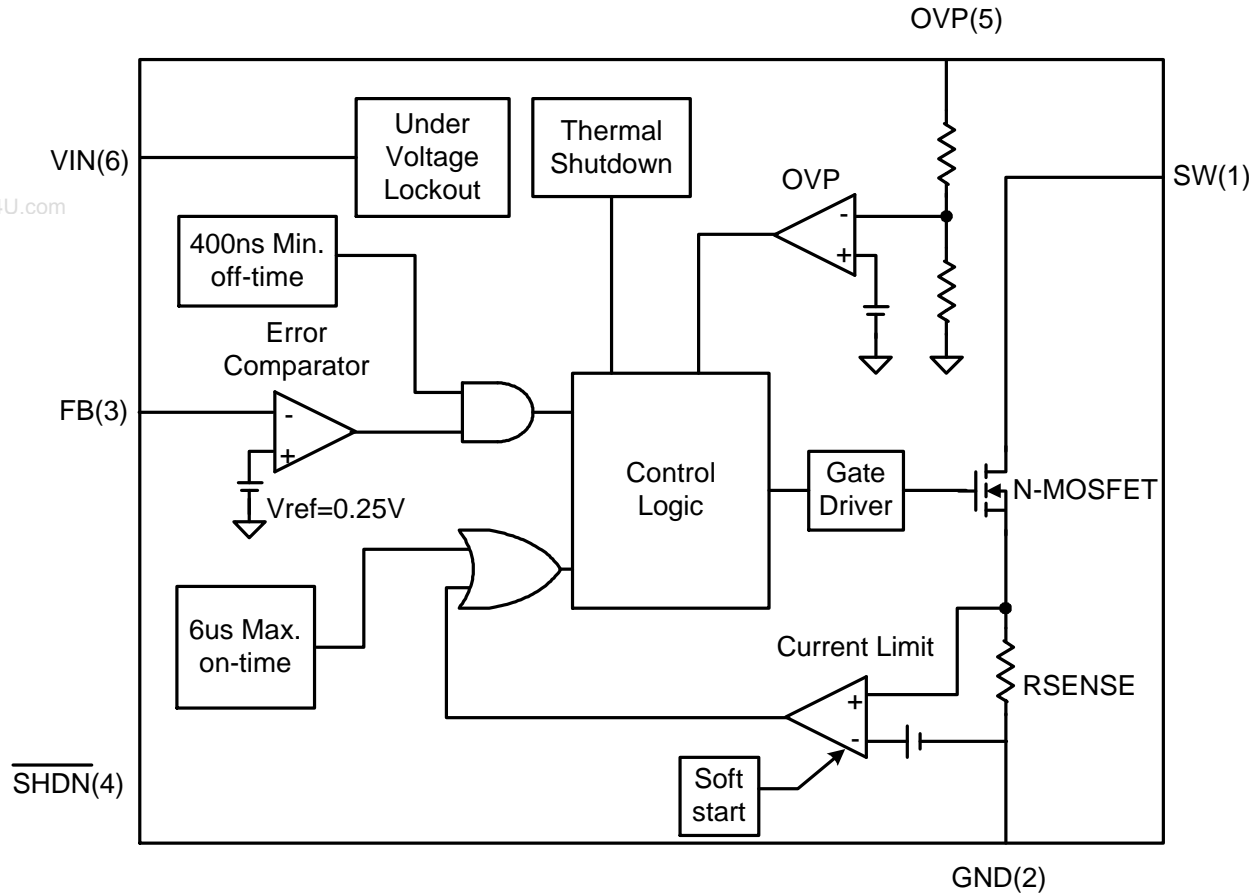 OVP(5)
VIN(6)
Under
Voltage
Lockout
Thermal
Shutdown
OVP
SW(1)
4U.com
400ns Min.
off-time
-
+
Error
Comparator
FB(3)
-
+
Vref=0.25V
Control
Logic
Gate
Driver
N-MOSFET
6us Max.
on-time
Current Limit
+
-
RSENSE
SHDN(4)
Soft
start
GND(2)